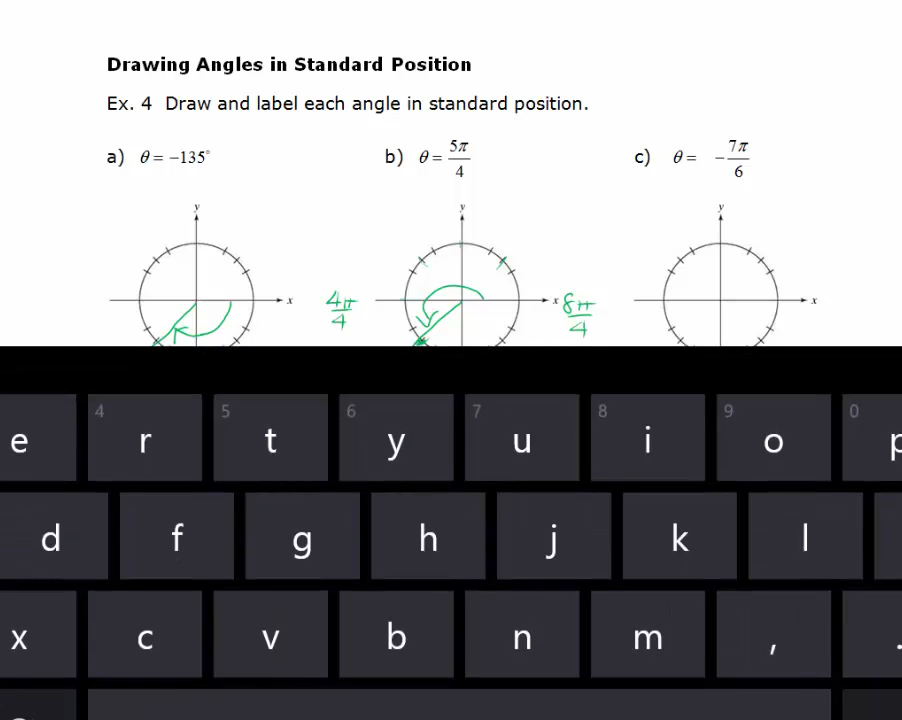 Drawing Angles in Standard Position
Ex. 4 Draw and label each angle in standard position.
a) θ = −135° b) θ = 5π/4 c) θ = −7π/6
y y y
4π/4 8π/4
x x x
4 5 6 7 8 9 0
e r t y u i o p
d f g h j k l
x c v b n m , .